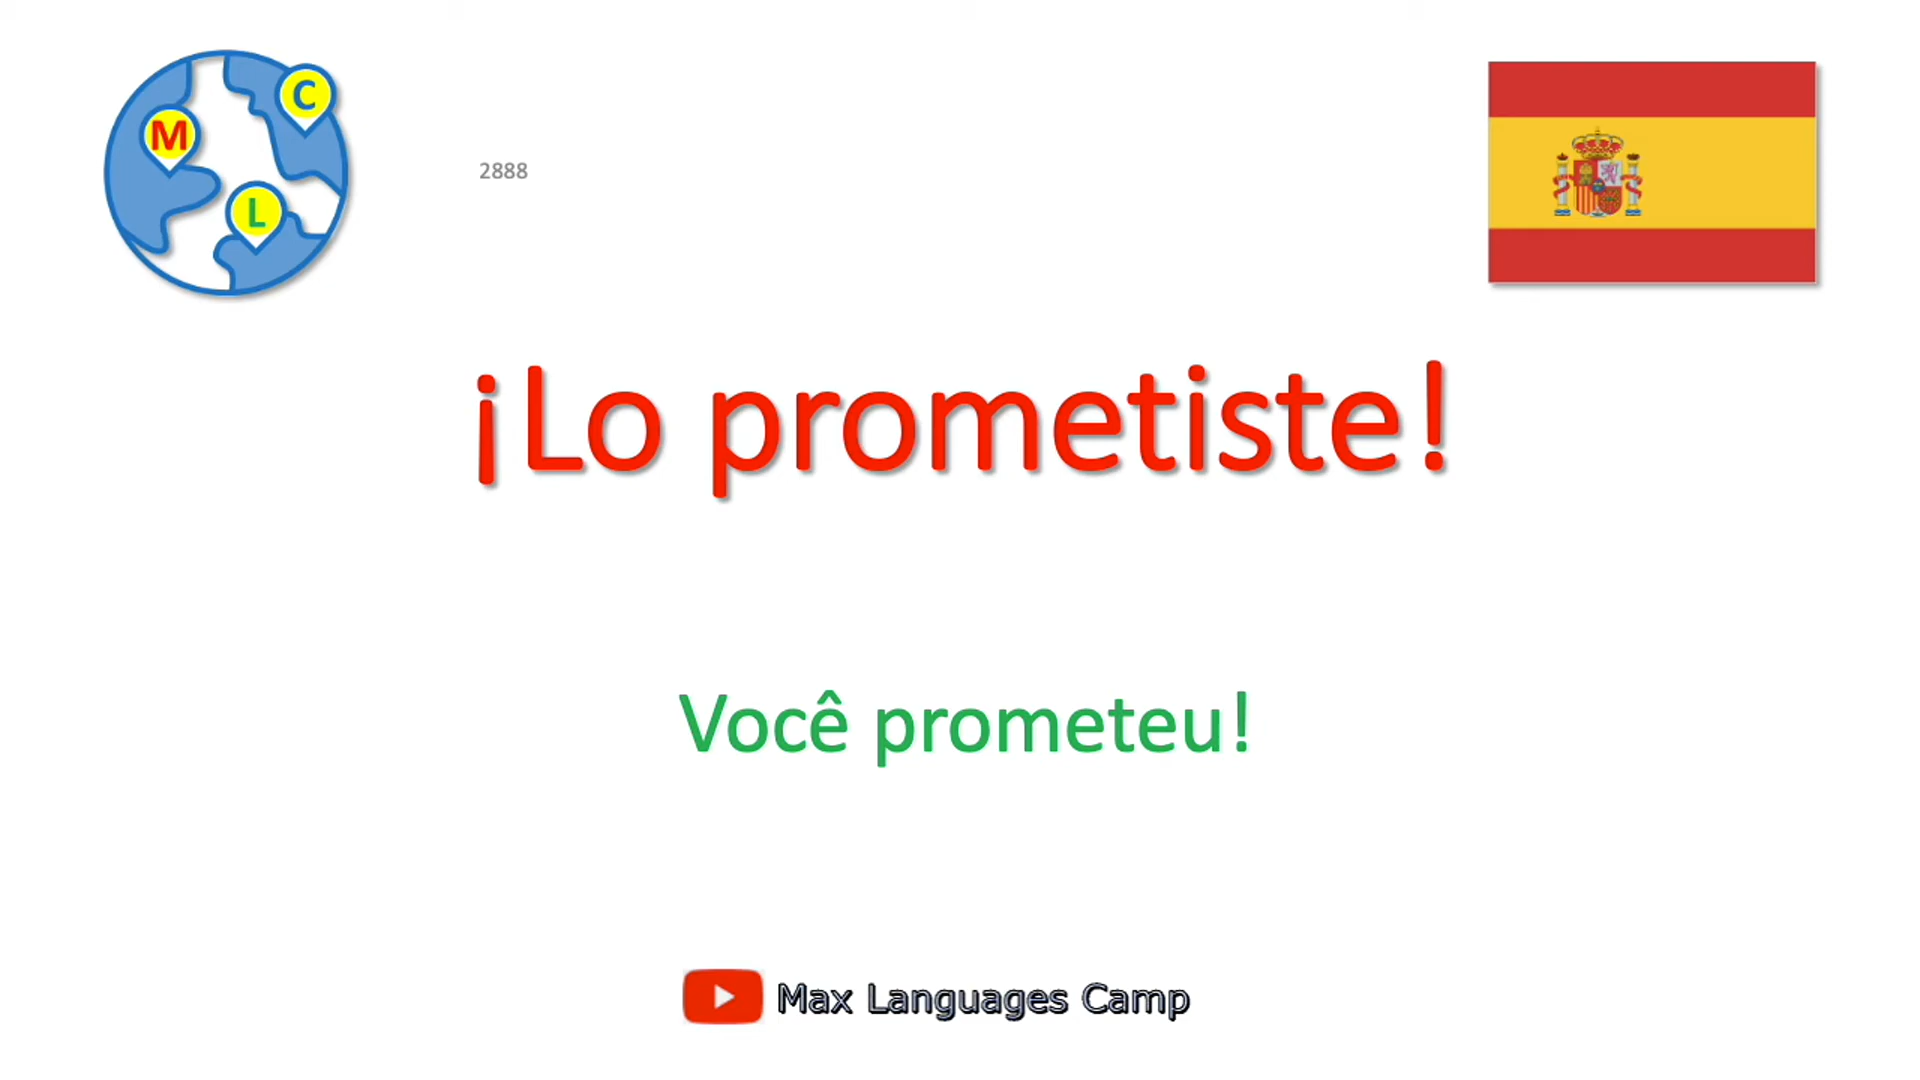 C
M
L
2888
¡Lo prometiste!
Você prometeu!
Max Languages Camp